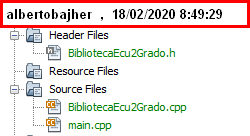 albertobajher , 18/02/2020 8:49:29
Header Files
BibliotecaEcu2Grado.h
Resource Files
Source Files
BibliotecaEcu2Grado.cpp
main.cpp